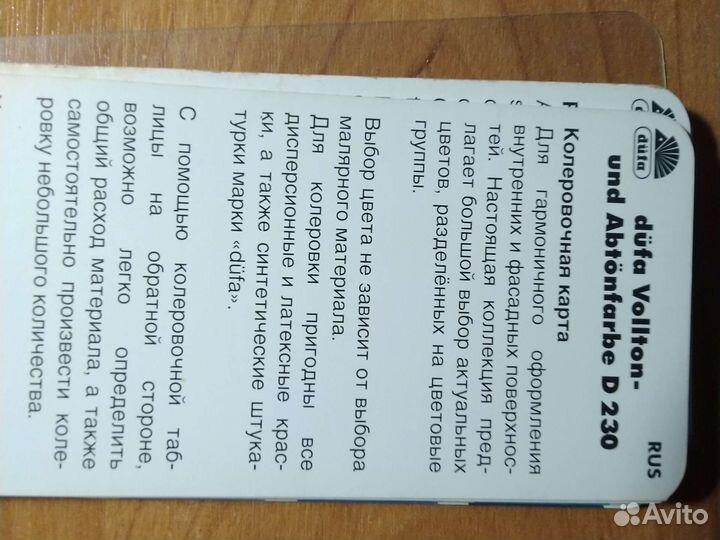 RUS
düfa
düfa Vollton-
und Abtönfarbe D 230
Колеровочная карта
Для гармоничного оформления
внутренних и фасадных поверхнос-
тей. Настоящая коллекция пред-
лагает большой выбор актуальных
цветов, разделённых на цветовые
группы.
Выбор цвета не зависит от выбора
малярного материала.
Для колеровки пригодны все
дисперсионные и латексные крас-
ки, а также синтетические штука-
турки марки «düfa».
С помощью колеровочной таб-
лицы на обратной стороне,
возможно легко определить
общий расход материала, а также
самостоятельно произвести коле-
ровку небольшого количества.
Avito